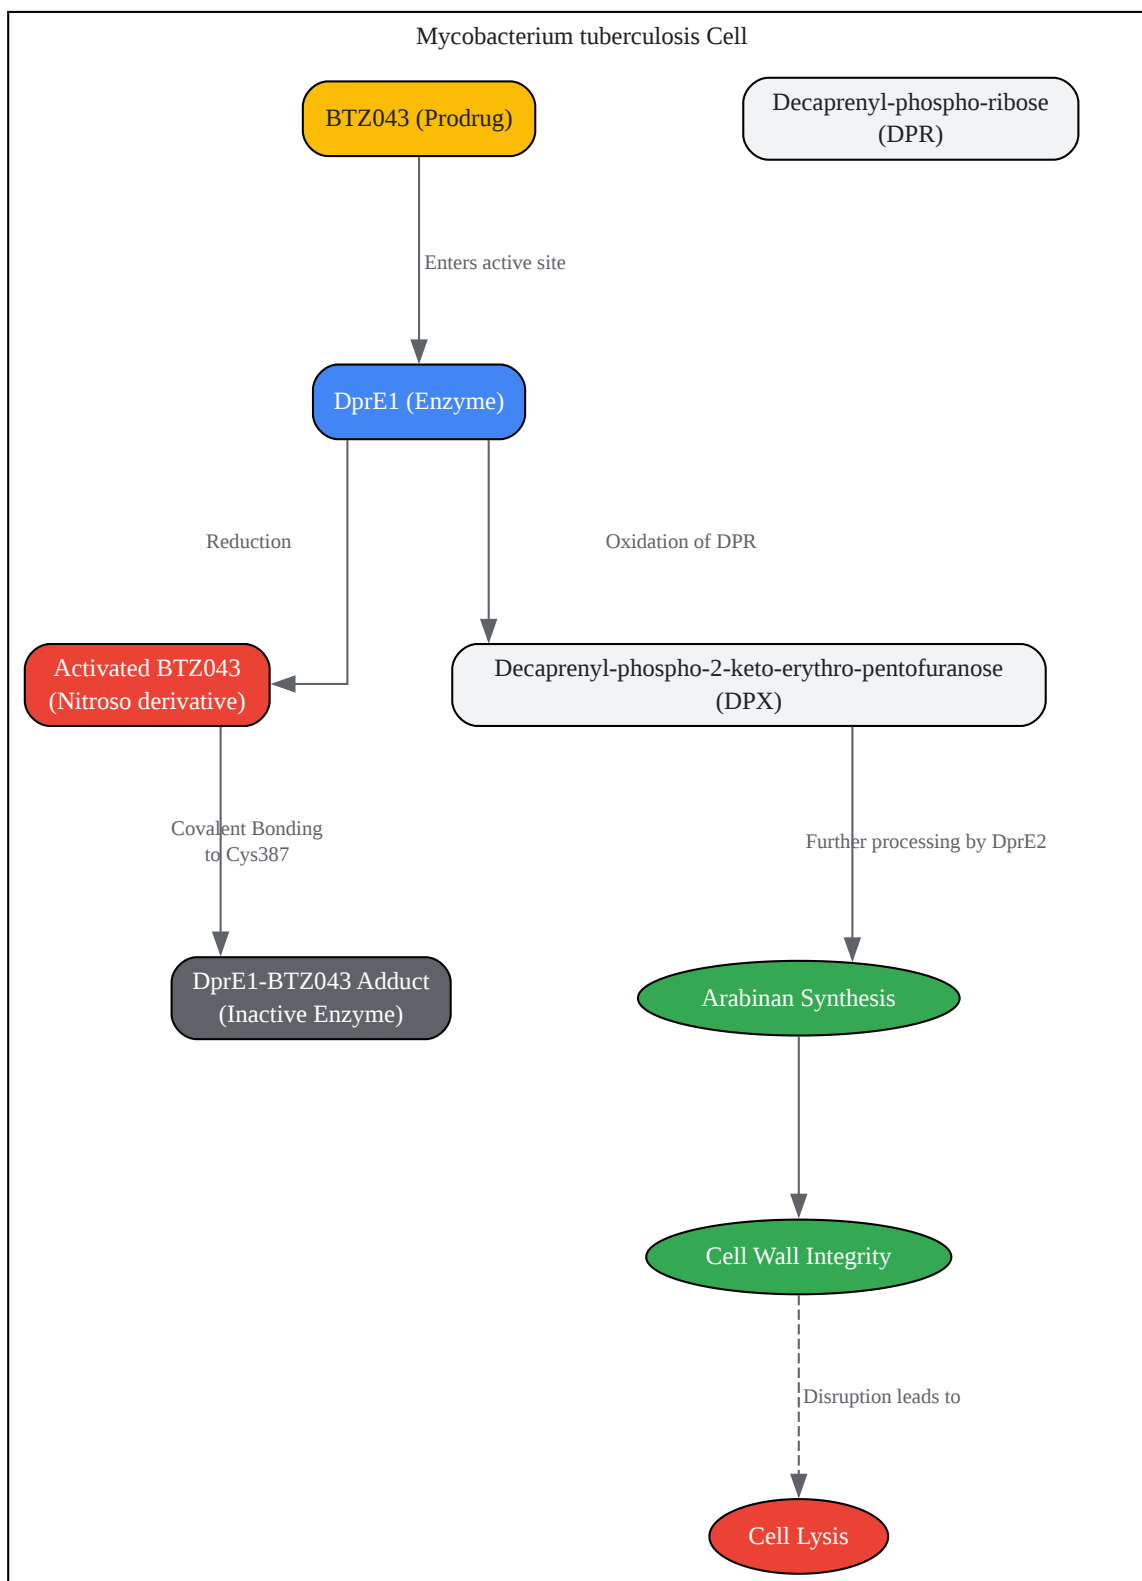 Mycobacterium tuberculosis Cell
BTZ043 (Prodrug)
Decaprenyl-phospho-ribose
(DPR)
Enters active site
DprE1 (Enzyme)
Reduction
Oxidation of DPR
Activated BTZ043
(Nitroso derivative)
Decaprenyl-phospho-2-keto-erythro-pentofuranose
(DPX)
Covalent Bonding
to Cys387
Further processing by DprE2
DprE1-BTZ043 Adduct
(Inactive Enzyme)
Arabinan Synthesis
Cell Wall Integrity
Disruption leads to
Cell Lysis